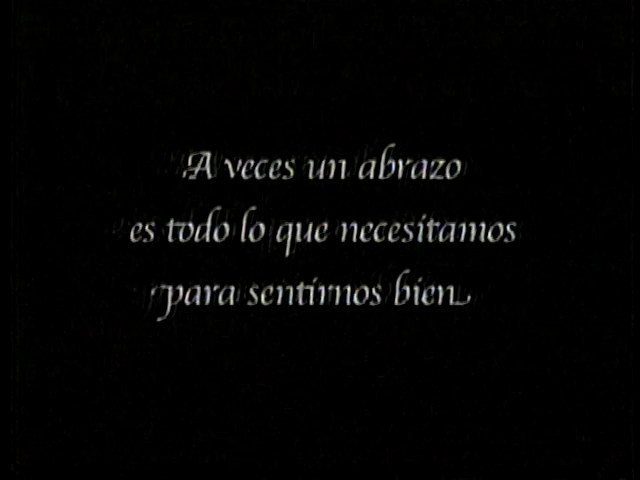 A veces un abrazo
es todo lo que necesitamos
para sentirnos bien